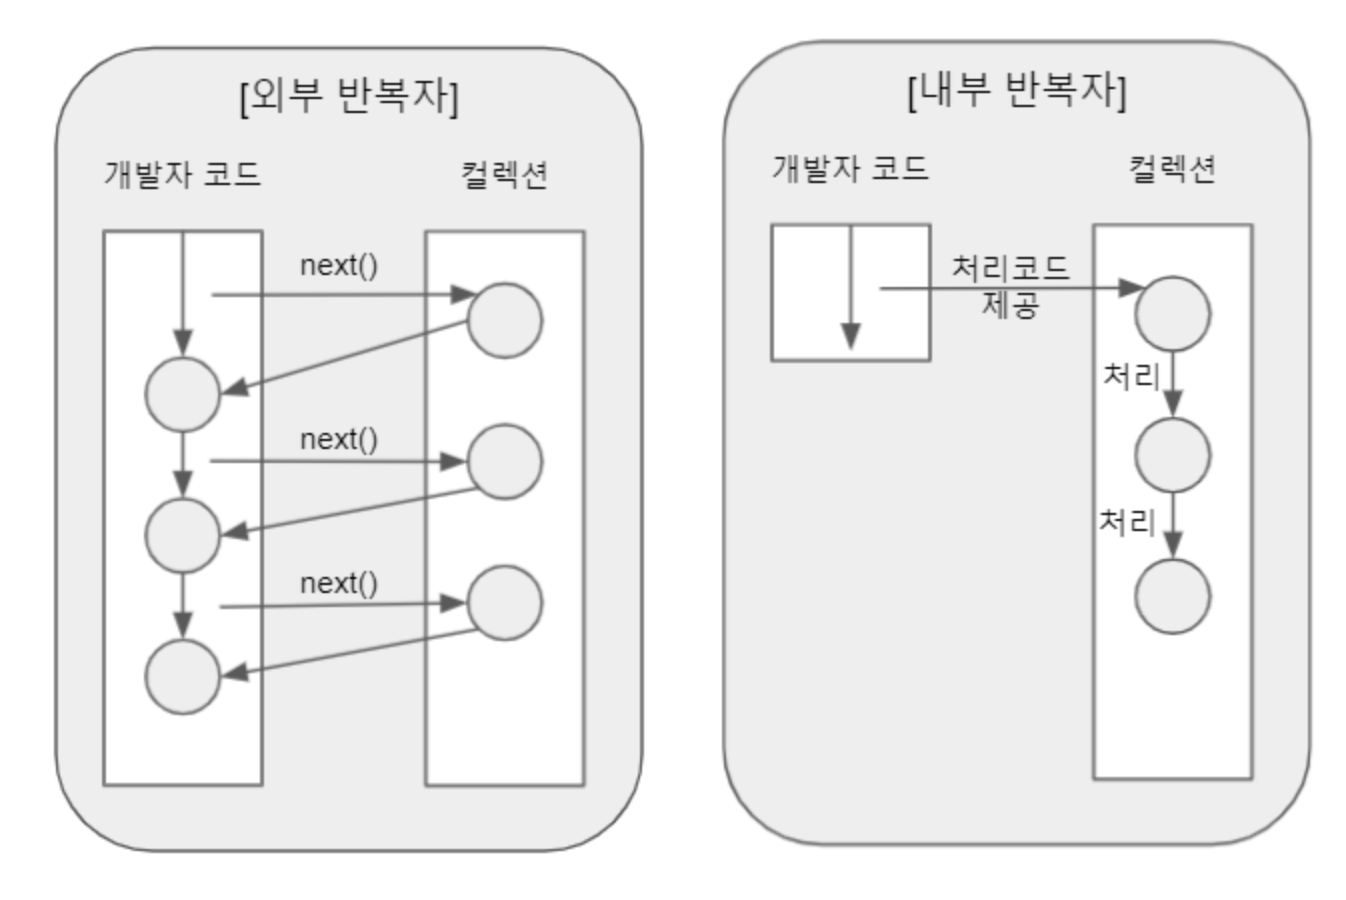 [외부 반복자]
개발자 코드
컬렉션
next()
next()
next()
[내부 반복자]
개발자 코드
컬렉션
처리코드
제공
처리
처리